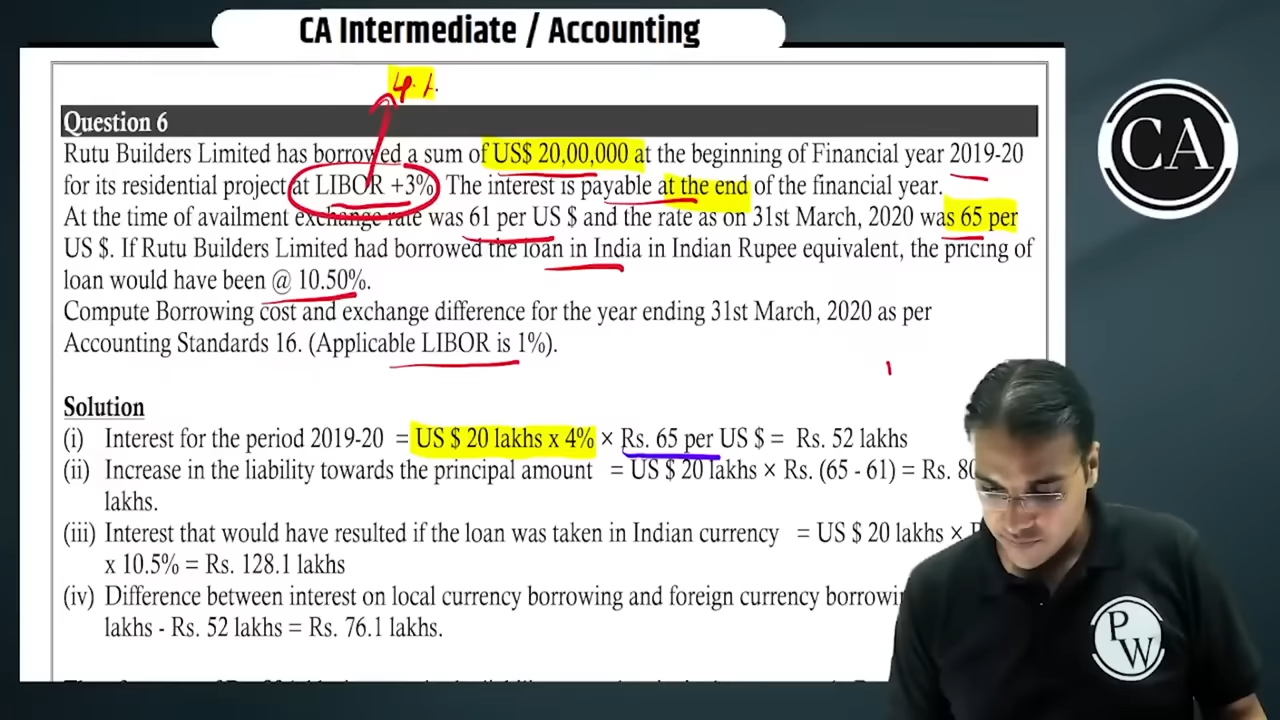 CA Intermediate / Accounting
4%
Question 6
Rutu Builders Limited has borrowed a sum of US$ 20,00,000 at the beginning of Financial year 2019-20
for its residential project at LIBOR +3%. The interest is payable at the end of the financial year.
At the time of availment exchange rate was 61 per US $ and the rate as on 31st March, 2020 was 65 per
US $. If Rutu Builders Limited had borrowed the loan in India in Indian Rupee equivalent, the pricing of
loan would have been @ 10.50%.
Compute Borrowing cost and exchange difference for the year ending 31st March, 2020 as per
Accounting Standards 16. (Applicable LIBOR is 1%).
Solution
(i) Interest for the period 2019-20 = US $ 20 lakhs x 4% × Rs. 65 per US $ = Rs. 52 lakhs
(ii) Increase in the liability towards the principal amount = US $ 20 lakhs × Rs. (65 - 61) = Rs. 80
lakhs.
(iii) Interest that would have resulted if the loan was taken in Indian currency = US $ 20 lakhs ×
x 10.5% = Rs. 128.1 lakhs
(iv) Difference between interest on local currency borrowing and foreign currency
lakhs - Rs. 52 lakhs = Rs. 76.1 lakhs.
CA
PW